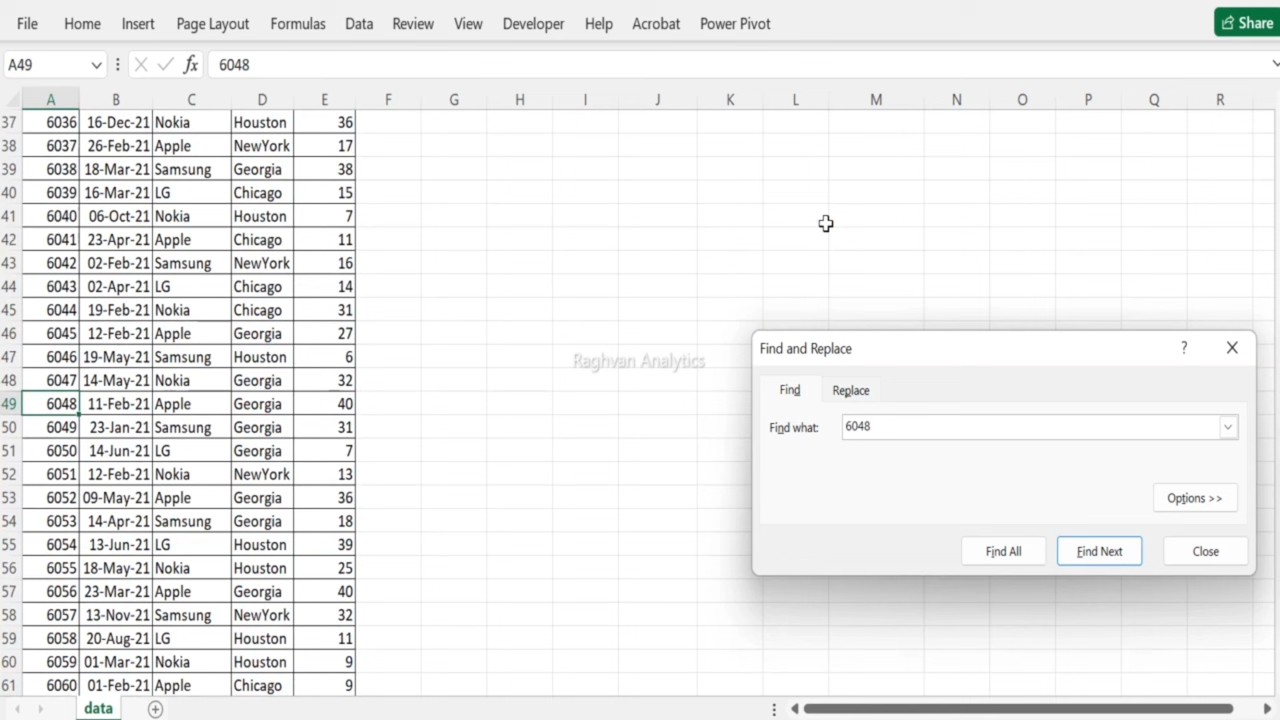 File Home Insert Page Layout Formulas Data Review View Developer Help Acrobat Power Pivot Share
A49 fx 6048
A B C D E F G H I J K L M N O P Q R
37 6036 16-Dec-21 Nokia Houston 36
38 6037 26-Feb-21 Apple NewYork 17
39 6038 18-Mar-21 Samsung Georgia 38
40 6039 16-Mar-21 LG Chicago 15
41 6040 06-Oct-21 Nokia Houston 7
42 6041 23-Apr-21 Apple Chicago 11
43 6042 02-Feb-21 Samsung NewYork 16
44 6043 02-Apr-21 LG Chicago 14
45 6044 19-Feb-21 Nokia Chicago 31
46 6045 12-Feb-21 Apple Georgia 27
47 6046 19-May-21 Samsung Houston 6
48 6047 14-May-21 Nokia Georgia 32
49 6048 11-Feb-21 Apple Georgia 40
50 6049 23-Jan-21 Samsung Georgia 31
51 6050 14-Jun-21 LG Georgia 7
52 6051 12-Feb-21 Nokia NewYork 13
53 6052 09-May-21 Apple Georgia 36
54 6053 14-Apr-21 Samsung Georgia 18
55 6054 13-Jun-21 LG Houston 39
56 6055 18-May-21 Nokia Houston 25
57 6056 23-Mar-21 Apple Georgia 40
58 6057 13-Nov-21 Samsung NewYork 32
59 6058 20-Aug-21 LG Houston 11
60 6059 01-Mar-21 Nokia Houston 9
61 6060 01-Feb-21 Apple Chicago 9
Raghvan Analytics
Find and Replace ?
Find Replace
Find what: 6048
Options >>
Find All Find Next Close
data